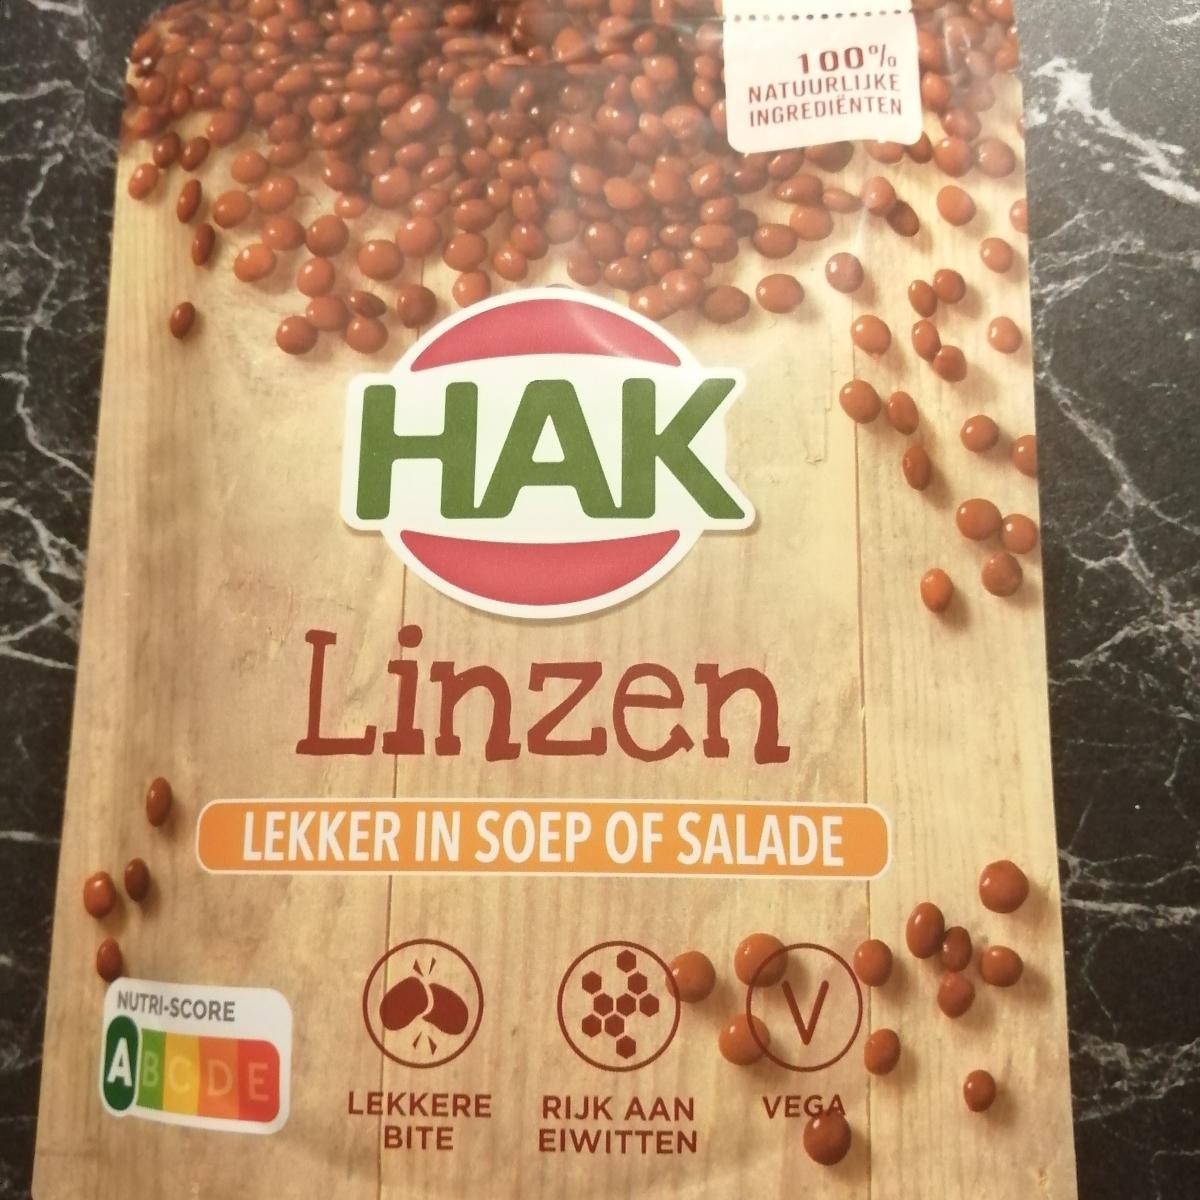 100%
NATUURLIJKE
INGREDIËNTEN
HAK
Linzen
LEKKER IN SOEP OF SALADE
NUTRI-SCORE
A B C D E
LEKKERE
BITE
RIJK AAN
EIWITTEN
V
VEGA